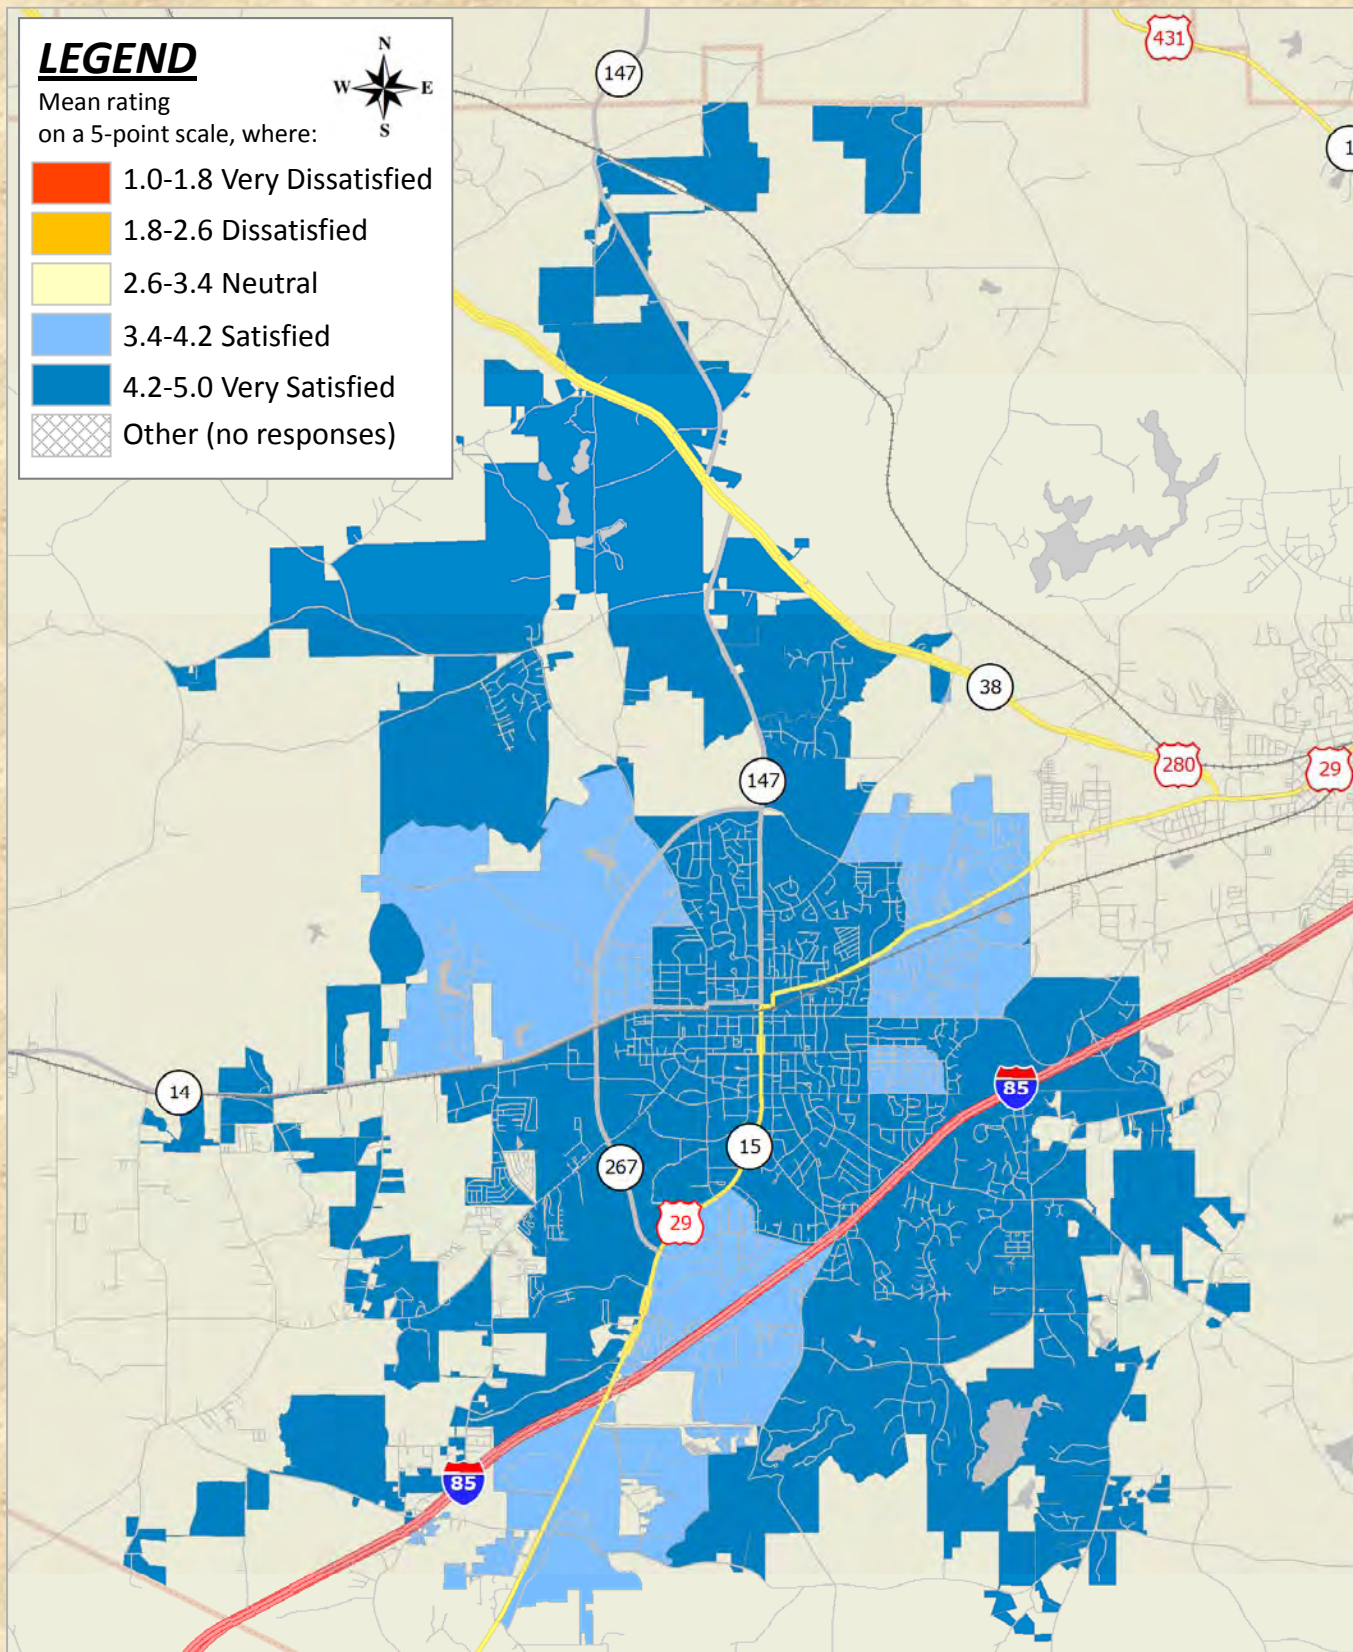 LEGEND
Mean rating
on a 5-point scale, where:
N
W E
S
1.0-1.8 Very Dissatisfied
1.8-2.6 Dissatisfied
2.6-3.4 Neutral
3.4-4.2 Satisfied
4.2-5.0 Very Satisfied
Other (no responses)
431
147
1
38
280
29
147
14
85
15
267
29
85